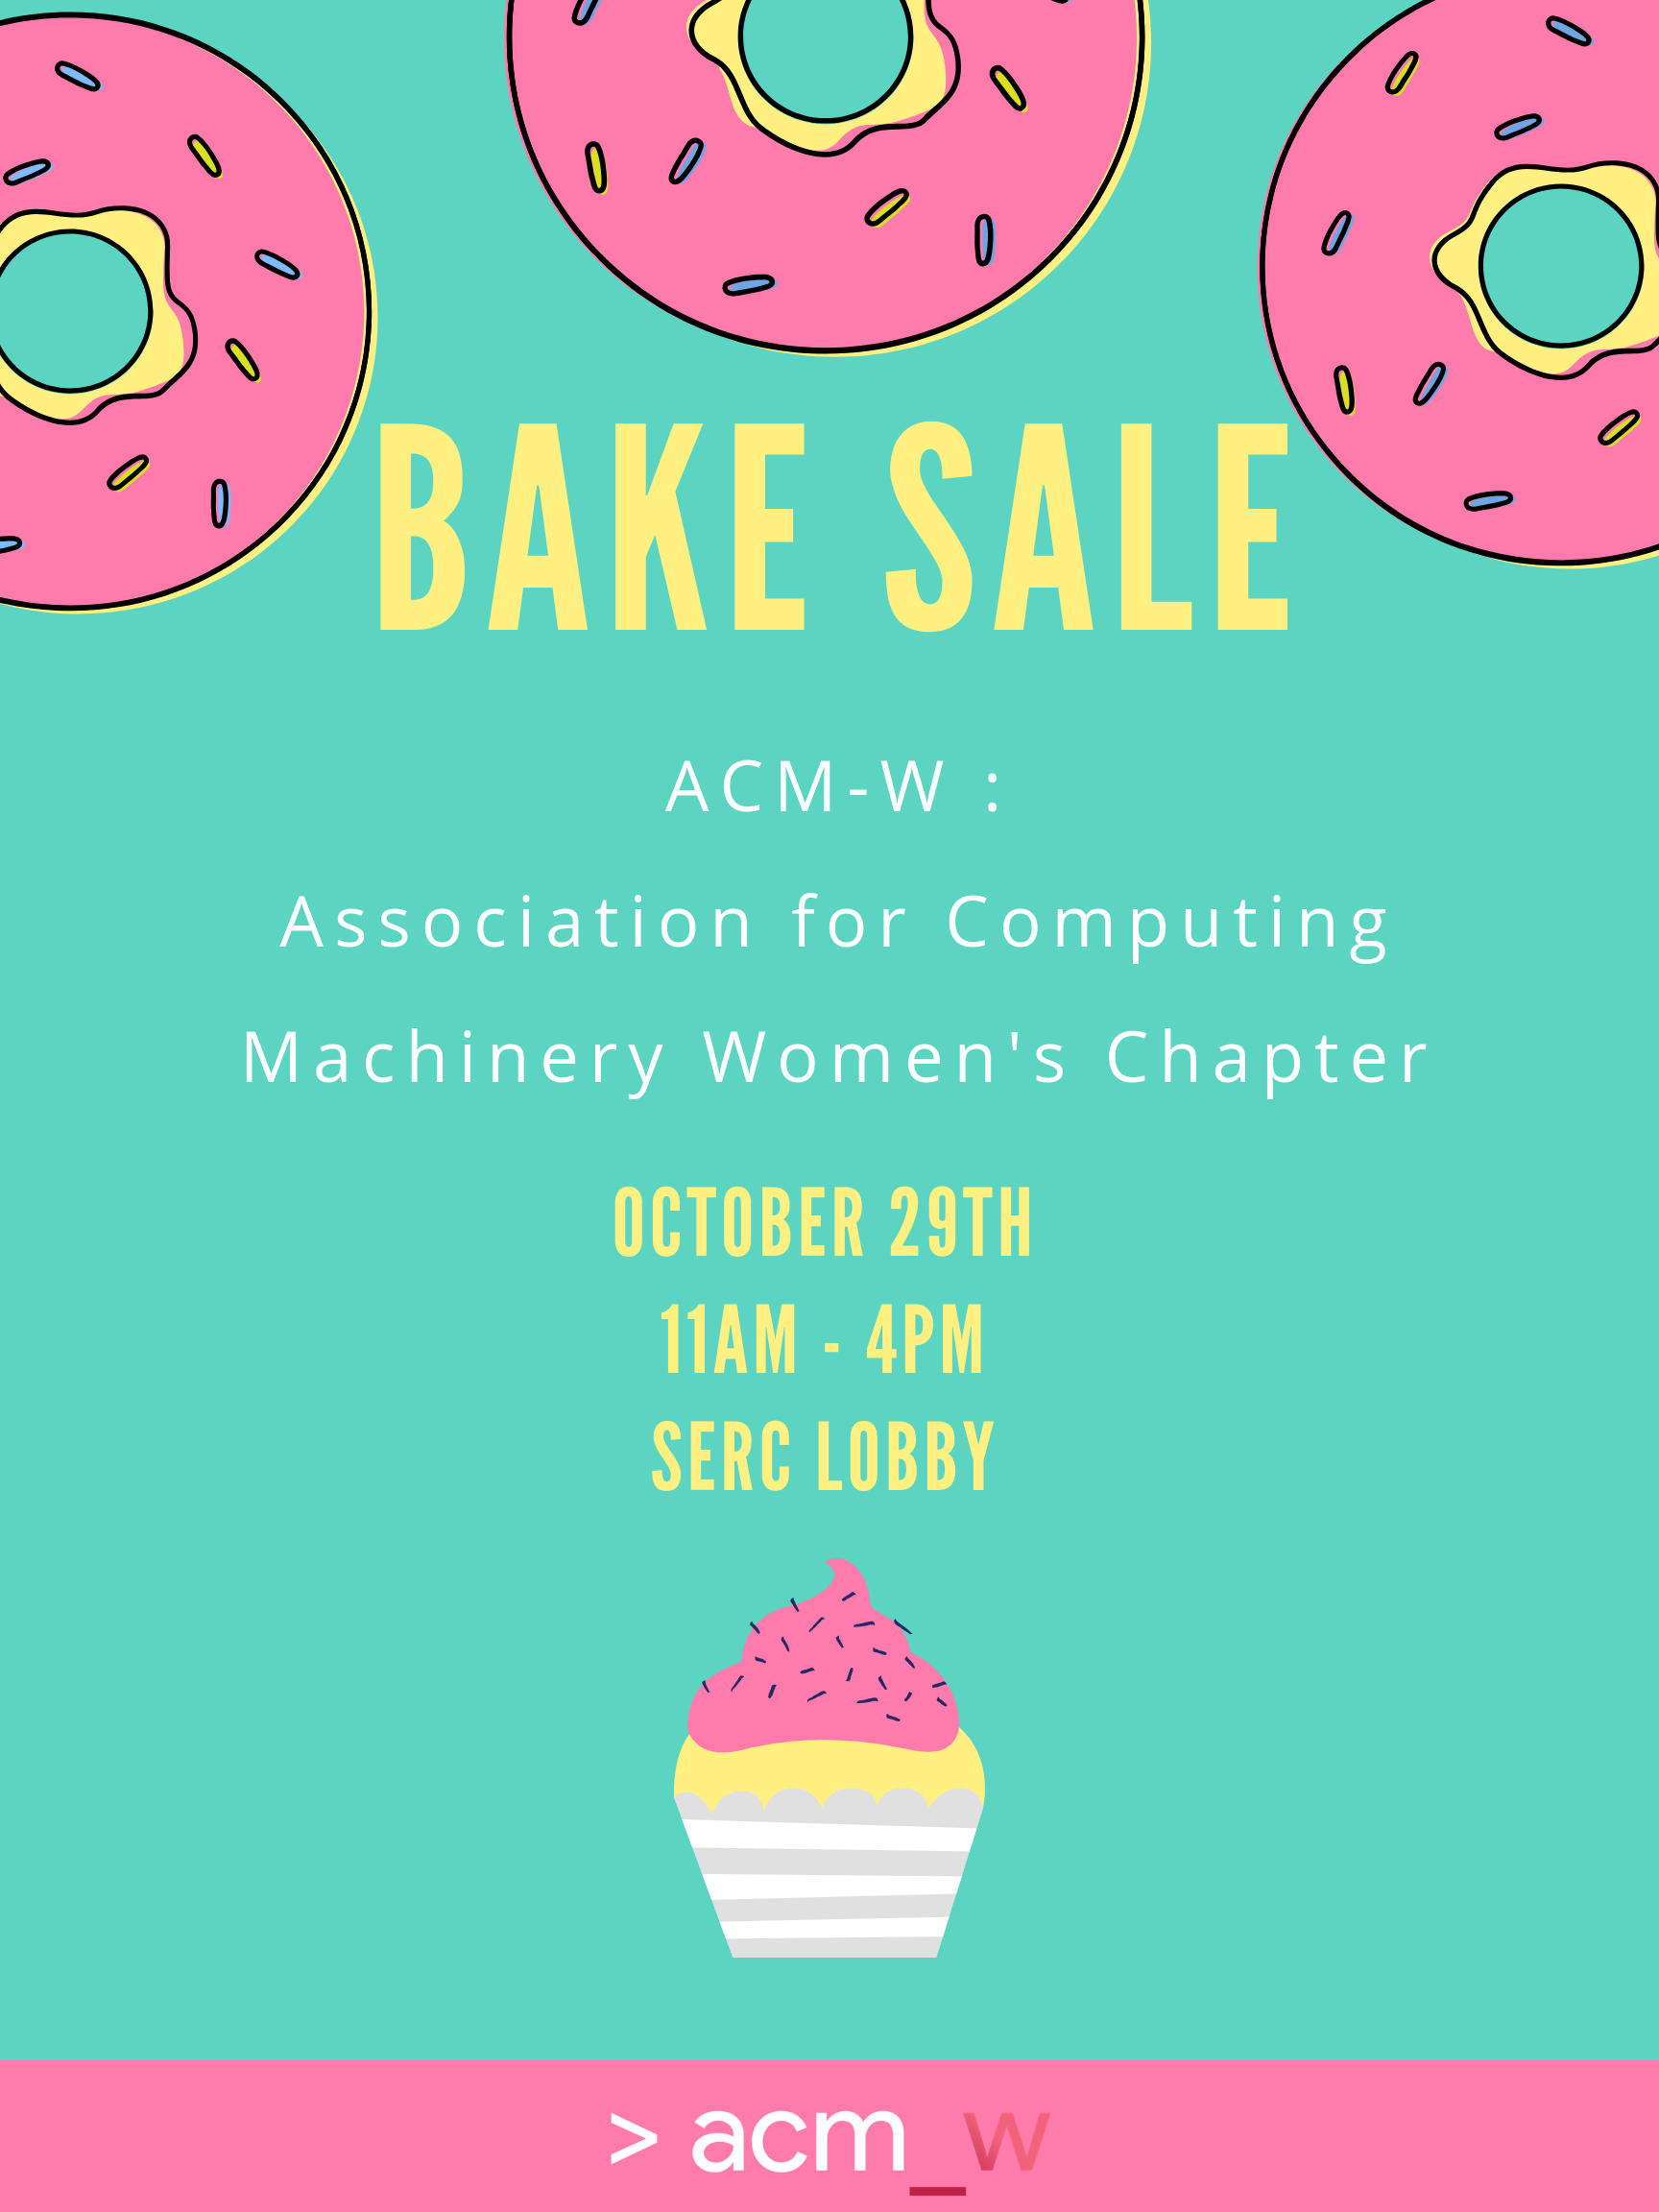 BAKE SALE
ACM-W :
Association for Computing
Machinery Women's Chapter
OCTOBER 29TH
11AM - 4PM
SERC LOBBY
> acm_w